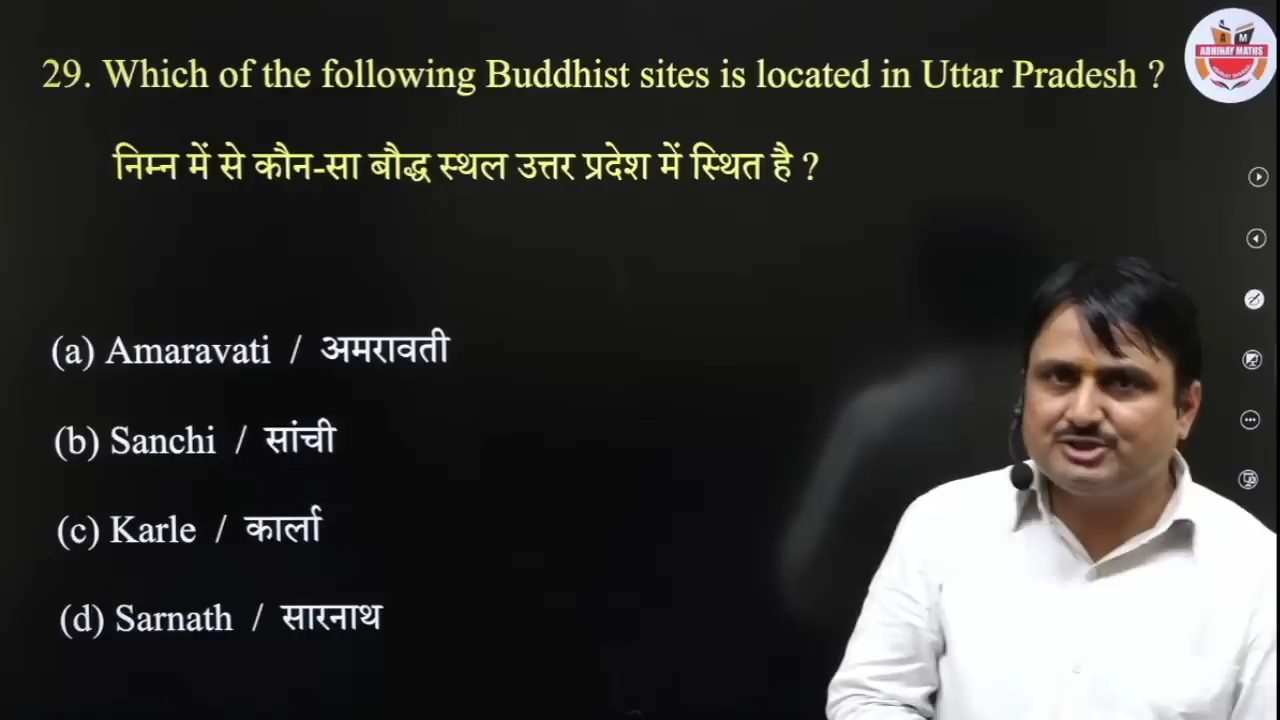 29. Which of the following Buddhist sites is located in Uttar Pradesh ?
निम्न में से कौन-सा बौद्ध स्थल उत्तर प्रदेश में स्थित है ?
(a) Amaravati / अमरावती
(b) Sanchi / सांची
(c) Karle / कार्ला
(d) Sarnath / सारनाथ
A M
ABHINAY MATHS